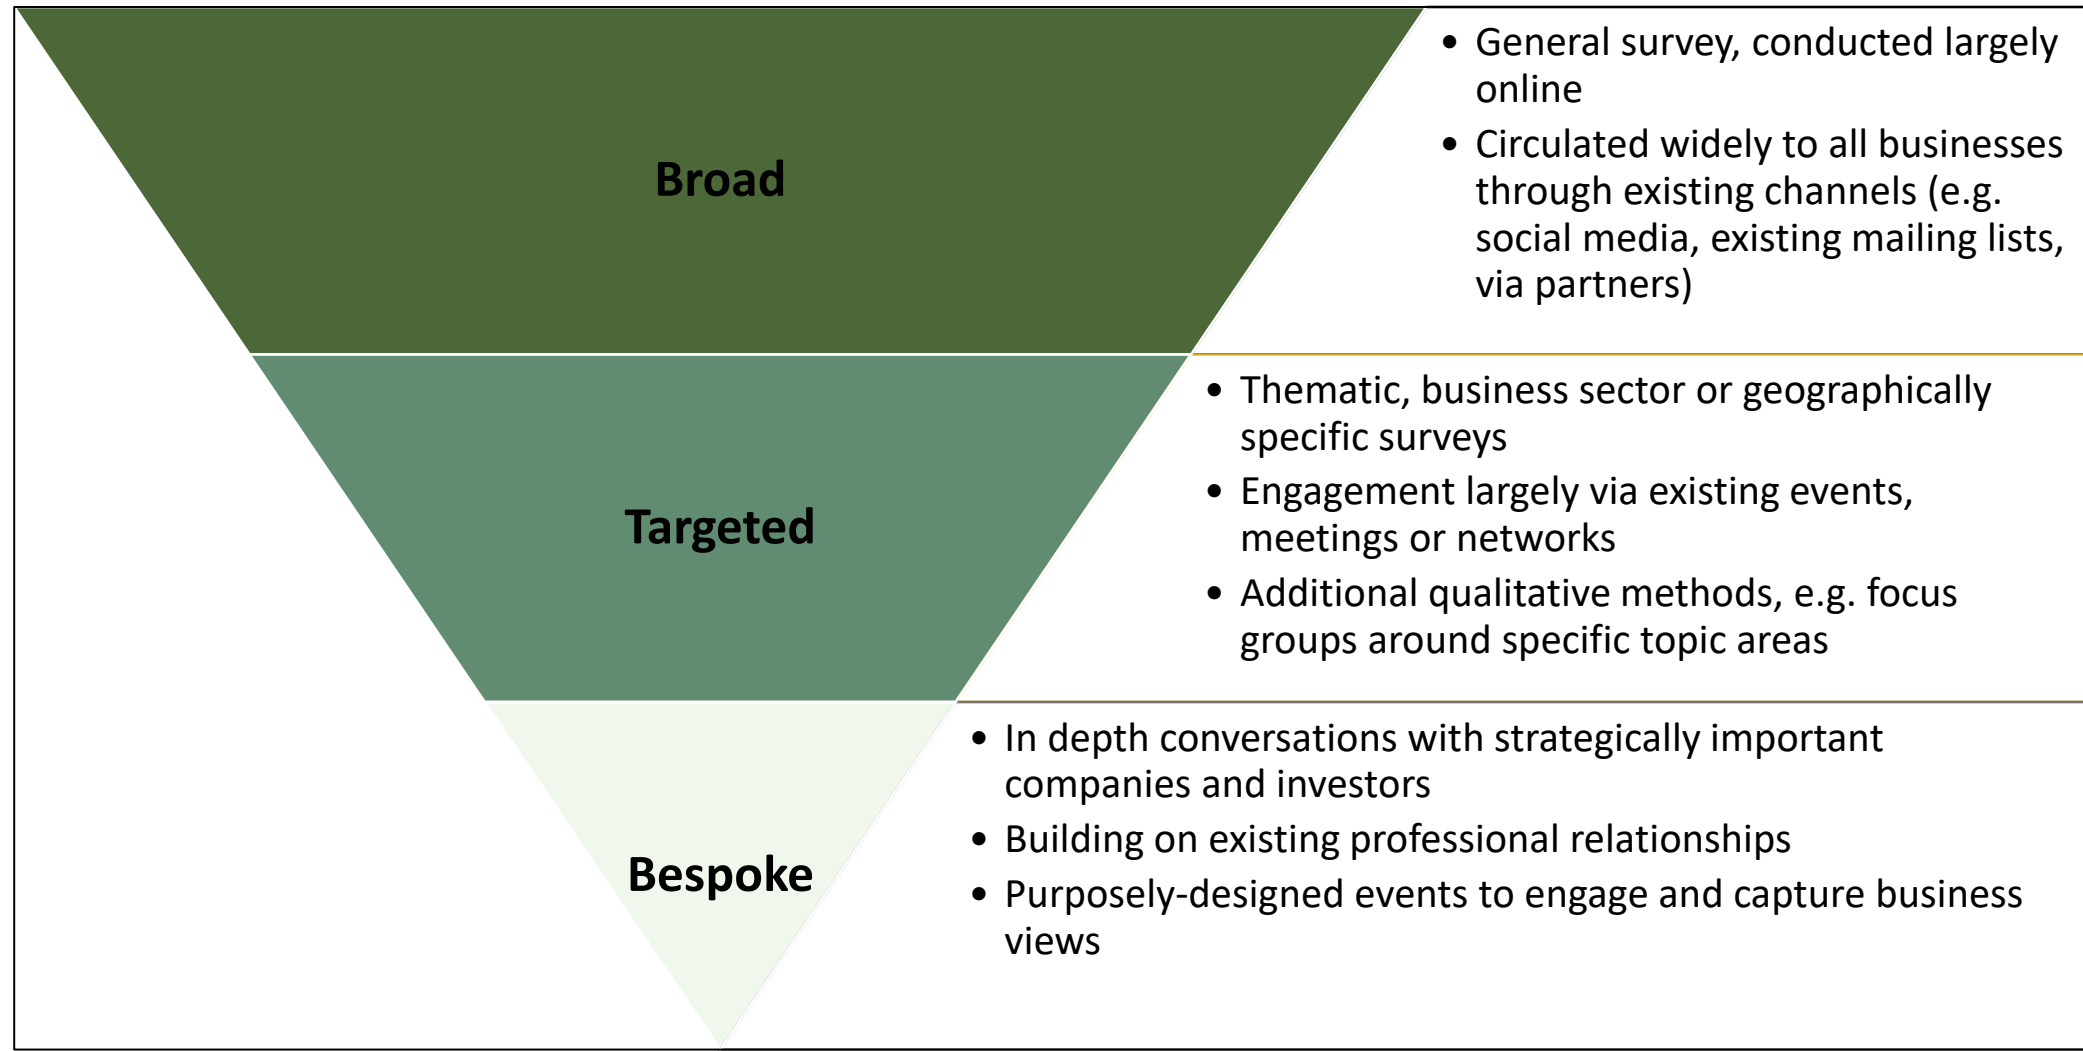 Broad
• General survey, conducted largely
online
• Circulated widely to all businesses
through existing channels (e.g.
social media, existing mailing lists,
via partners)
Targeted
• Thematic, business sector or geographically
specific surveys
• Engagement largely via existing events,
meetings or networks
• Additional qualitative methods, e.g. focus
groups around specific topic areas
Bespoke
• In depth conversations with strategically important
companies and investors
• Building on existing professional relationships
• Purposely-designed events to engage and capture business
views